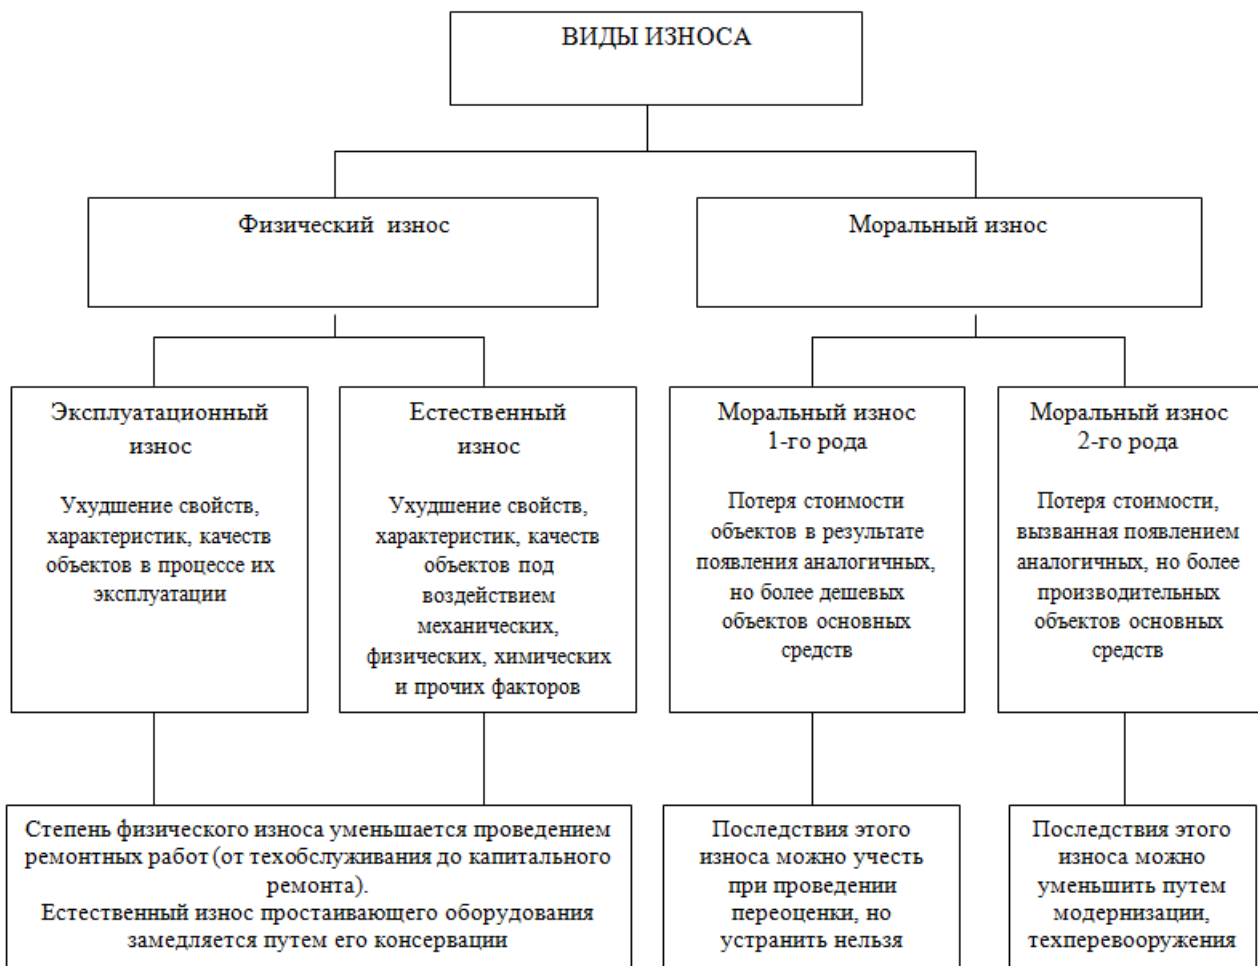 ВИДЫ ИЗНОСА
Физический износ
Моральный износ
Эксплуатационный
износ
Ухудшение свойств,
характеристик, качеств
объектов в процессе их
эксплуатации
Естественный
износ
Ухудшение свойств,
характеристик, качеств
объектов под
воздействием
механических,
физических, химических
и прочих факторов
Моральный износ
1-го рода
Потеря стоимости
объектов в результате
появления аналогичных,
но более дешевых
объектов основных
средств
Моральный износ
2-го рода
Потеря стоимости,
вызванная появлением
аналогичных, но более
производительных
объектов основных
средств
Степень физического износа уменьшается проведением
ремонтных работ (от техобслуживания до капитального
ремонта).
Естественный износ простаивающего оборудования
замедляется путем его консервации
Последствия этого
износа можно учесть
при проведении
переоценки, но
устранить нельзя
Последствия этого
износа можно
уменьшить путем
модернизации,
техперевооружения